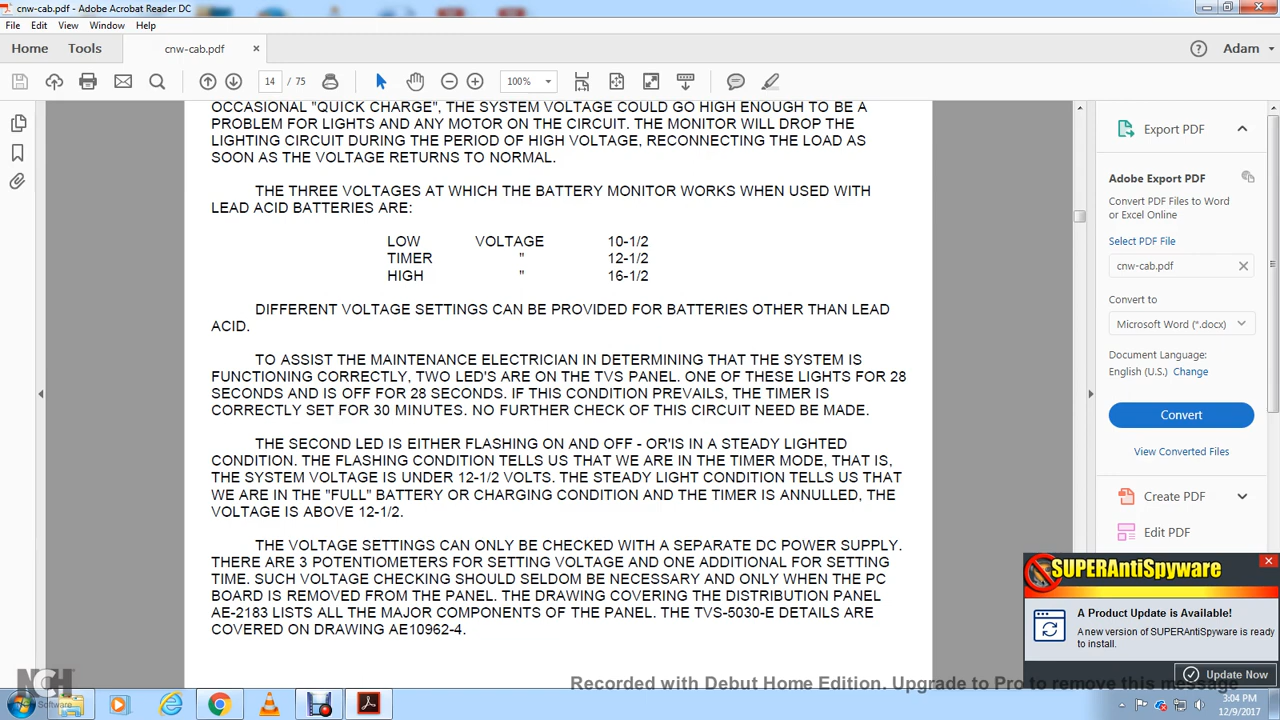 cnw-cab.pdf - Adobe Acrobat Reader DC
File Edit View Window Help
Home Tools cnw-cab.pdf × Adam
14 / 75 100%
OCCASIONAL "QUICK CHARGE", THE SYSTEM VOLTAGE COULD GO HIGH ENOUGH TO BE A
PROBLEM FOR LIGHTS AND ANY MOTOR ON THE CIRCUIT. THE MONITOR WILL DROP THE
LIGHTING CIRCUIT DURING THE PERIOD OF HIGH VOLTAGE, RECONNECTING THE LOAD AS
SOON AS THE VOLTAGE RETURNS TO NORMAL.
THE THREE VOLTAGES AT WHICH THE BATTERY MONITOR WORKS WHEN USED WITH
LEAD ACID BATTERIES ARE:
LOW VOLTAGE 10-1/2
TIMER " 12-1/2
HIGH " 16-1/2
DIFFERENT VOLTAGE SETTINGS CAN BE PROVIDED FOR BATTERIES OTHER THAN LEAD
ACID.
TO ASSIST THE MAINTENANCE ELECTRICIAN IN DETERMINING THAT THE SYSTEM IS
FUNCTIONING CORRECTLY, TWO LED'S ARE ON THE TVS PANEL. ONE OF THESE LIGHTS FOR 28
SECONDS AND IS OFF FOR 28 SECONDS. IF THIS CONDITION PREVAILS, THE TIMER IS
CORRECTLY SET FOR 30 MINUTES. NO FURTHER CHECK OF THIS CIRCUIT NEED BE MADE.
THE SECOND LED IS EITHER FLASHING ON AND OFF - OR'IS IN A STEADY LIGHTED
CONDITION. THE FLASHING CONDITION TELLS US THAT WE ARE IN THE TIMER MODE, THAT IS,
THE SYSTEM VOLTAGE IS UNDER 12-1/2 VOLTS. THE STEADY LIGHT CONDITION TELLS US THAT
WE ARE IN THE "FULL" BATTERY OR CHARGING CONDITION AND THE TIMER IS ANNULLED, THE
VOLTAGE IS ABOVE 12-1/2.
THE VOLTAGE SETTINGS CAN ONLY BE CHECKED WITH A SEPARATE DC POWER SUPPLY.
THERE ARE 3 POTENTIOMETERS FOR SETTING VOLTAGE AND ONE ADDITIONAL FOR SETTING
TIME. SUCH VOLTAGE CHECKING SHOULD SELDOM BE NECESSARY AND ONLY WHEN THE PC
BOARD IS REMOVED FROM THE PANEL. THE DRAWING COVERING THE DISTRIBUTION PANEL
AE-2183 LISTS ALL THE MAJOR COMPONENTS OF THE PANEL. THE TVS-5030-E DETAILS ARE
COVERED ON DRAWING AE10962-4.
Export PDF
Adobe Export PDF
Convert PDF Files to Word
or Excel Online
Select PDF File
cnw-cab.pdf
Convert to
Microsoft Word (*.docx)
Document Language:
English (U.S.) Change
Convert
View Converted Files
Create PDF
Edit PDF
SUPERAntiSpyware
A Product Update is Available!
A new version of SUPERAntiSpyware is ready
to install.
Update Now
NCH
Software
Recorded with Debut Home Edition. Upgrade to Pro to remove this message
3:04 PM
12/9/2017